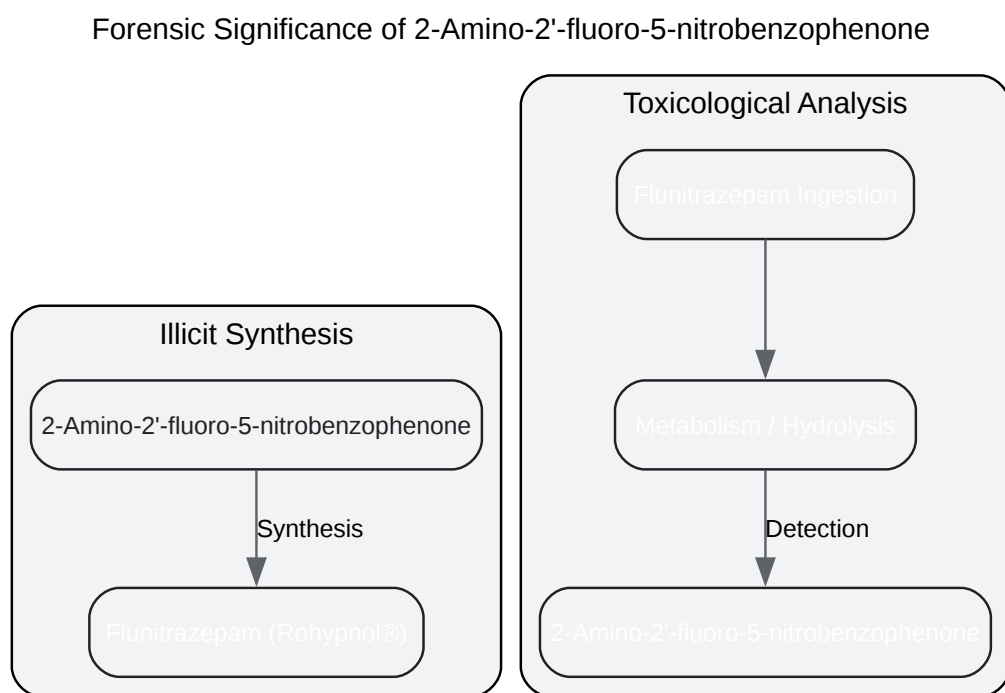 Forensic Significance of 2-Amino-2'-fluoro-5-nitrobenzophenone
Illicit Synthesis
2-Amino-2'-fluoro-5-nitrobenzophenone
Synthesis
Flunitrazepam (Rohypnol®)
Toxicological Analysis
Flunitrazepam Ingestion
Metabolism / Hydrolysis
Detection
2-Amino-2'-fluoro-5-nitrobenzophenone